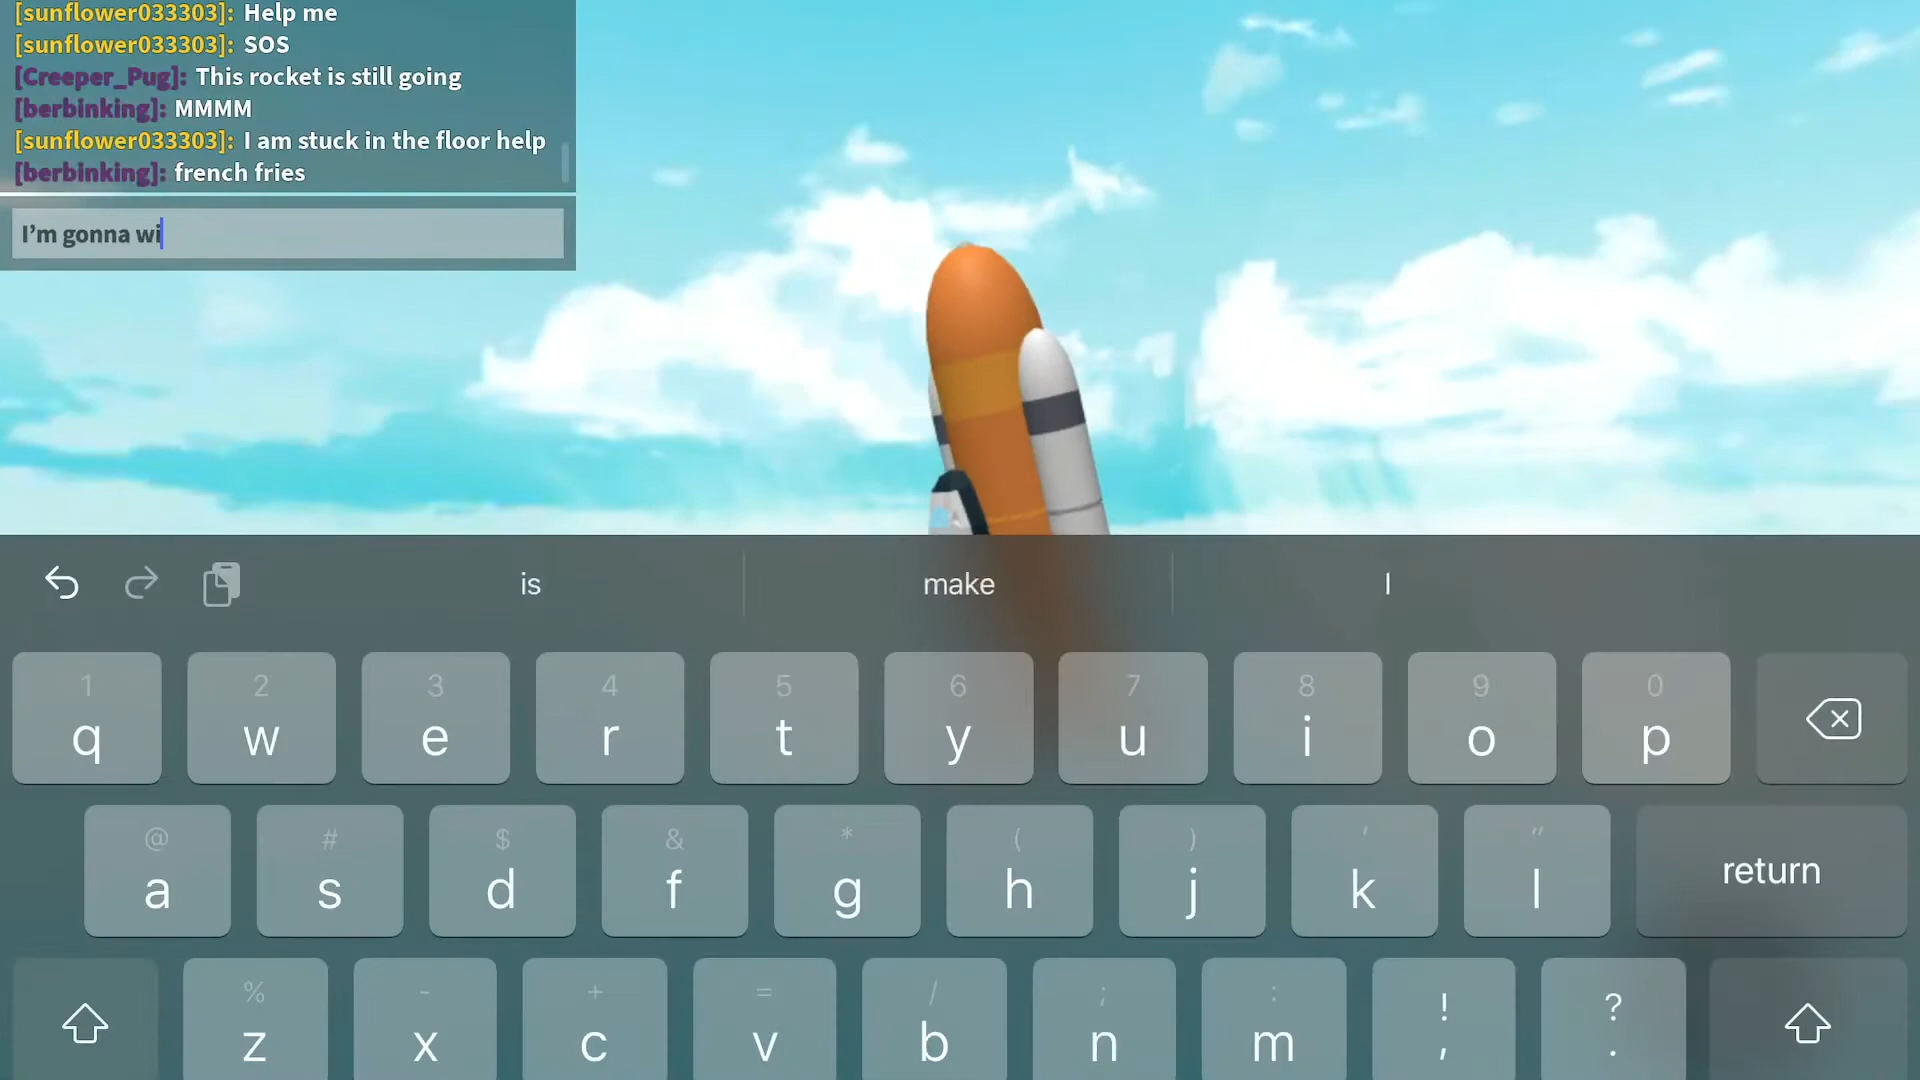 [sunflower033303]: Help me
[sunflower033303]: SOS
[Creeper_Pug]: This rocket is still going
[berbinking]: MMMM
[sunflower033303]: I am stuck in the floor help
[berbinking]: french fries
I’m gonna wi
is make I
1 2 3 4 5 6 7 8 9 0
q w e r t y u i o p
@ # $ & * ( ) ' "
a s d f g h j k l return
% - + = / ; : ! ?
z x c v b n m , .